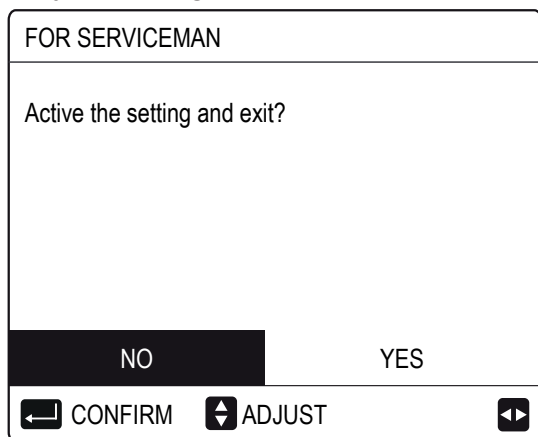 FOR SERVICEMAN
Active the setting and exit?
NO YES
CONFIRM ADJUST